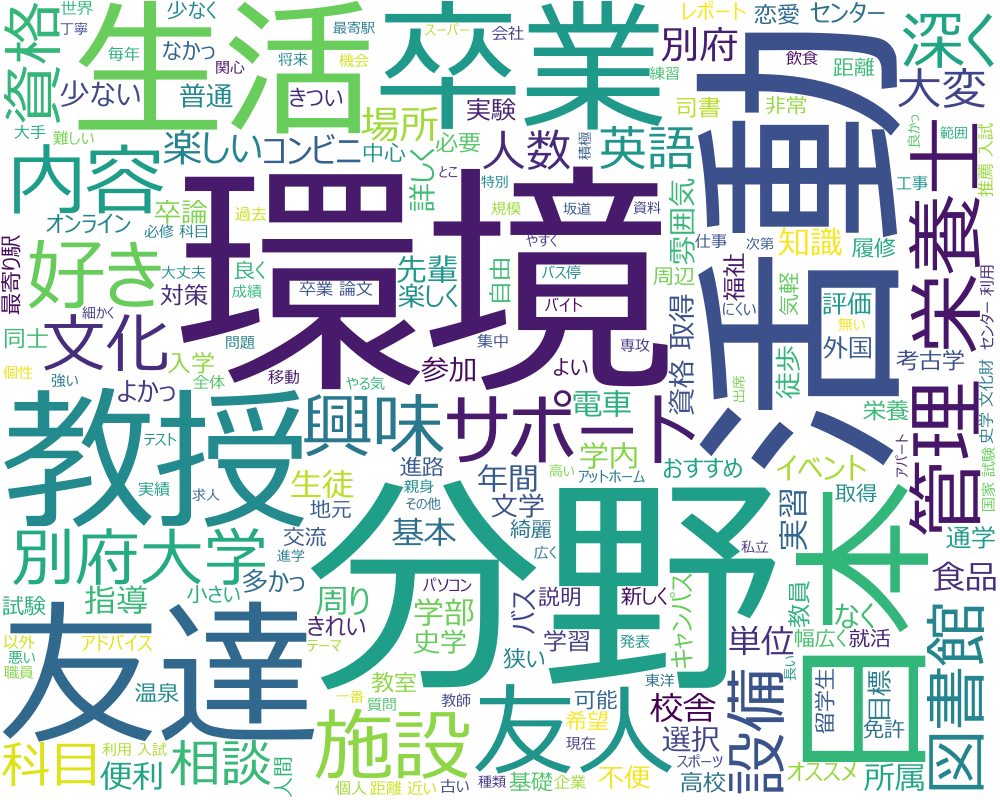 世界
丁寧
少なく
毎年
なかっ
資格
生活
少ない
普通
関心
最寄駅
スーパー
将来
機会
きつい
卒業
会社
練習
実験
別府
レポート
恋愛 センター
飲食
距離
司書
非常
深く
大変
良かっ
範囲
推薦 入試
大手
難しい
内容
楽しい
コンビニ
場所
中心
必要
詳しく
人数
積極
英語
活動
栄養士
工事
オンライン
卒論
過去
必修 科目
環境
とこ
特別
規模
坂道
資料
やすく
雰囲気
仕事
次第
知識
履修
最寄り駅
好き
大丈夫
良く
対策
成績
卒業 論文
先輩
楽しく
自由
バス停
バイト
周辺
福祉
にくい
気軽
評価
無い
センター 利用
細かく
同士
文化
入学
問題
移動
参加
集中
よい
専攻
資格 取得
徒歩
外国
考古学
個性
強い
よかっ
全体
やる気
電車
出席
栄養
管理
史学 文化財
国家 試験
アパート
教授
興味
サポート
学内
おすすめ
イベント
取得
テスト
実績
求人
生徒
地元
進路
親身
その他
年間
文学
高い
アットホーム
実習
通学
別府大学
多かっ
交流
進学
基本
綺麗
広く
分野
私立
日本
食品
試験
指導
小さい
周り
きれい
テーマ
パソコン
学部
史学
バス
説明
学習
狭い
新しく
発表
キャンパス
教員
なく
幅広く
就活
単位
図書館
以外
悪い
職員
アドバイス
温泉
友達
教室
一番
質問
教師
友人
東洋
可能
希望
現在
校舎
選択
設備
長い
留学生
目標
免許
科目
利用 入試
便利
相談
人間
施設
個人
距離 近い
古い
種類
基礎
企業
不便
スポーツ
高校
オススメ
所属